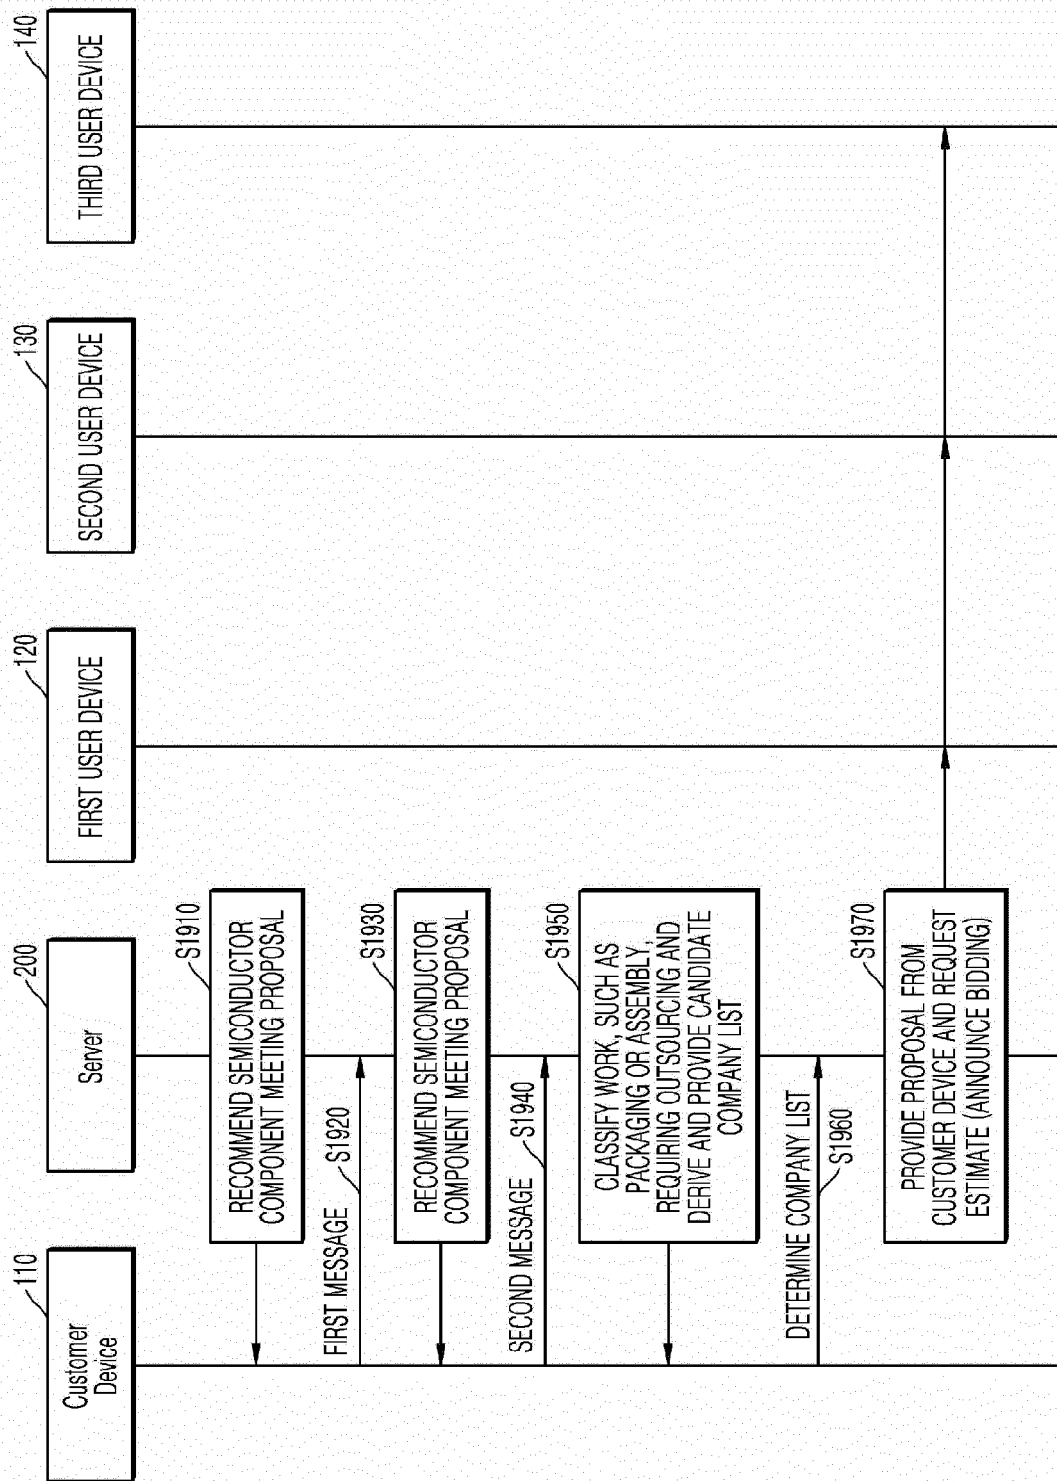 110
Customer
Device
200
Server
120
FIRST USER DEVICE
130
SECOND USER DEVICE
140
THIRD USER DEVICE
S1910
RECOMMEND SEMICONDUCTOR
COMPONENT MEETING PROPOSAL
FIRST MESSAGE
S1920
S1930
RECOMMEND SEMICONDUCTOR
COMPONENT MEETING PROPOSAL
SECOND MESSAGE
S1940
S1950
CLASSIFY WORK, SUCH AS
PACKAGING OR ASSEMBLY,
REQUIRING OUTSOURCING AND
DERIVE AND PROVIDE CANDIDATE
COMPANY LIST
DETERMINE COMPANY LIST
S1960
S1970
PROVIDE PROPOSAL FROM
CUSTOMER DEVICE AND REQUEST
ESTIMATE (ANNOUNCE BIDDING)